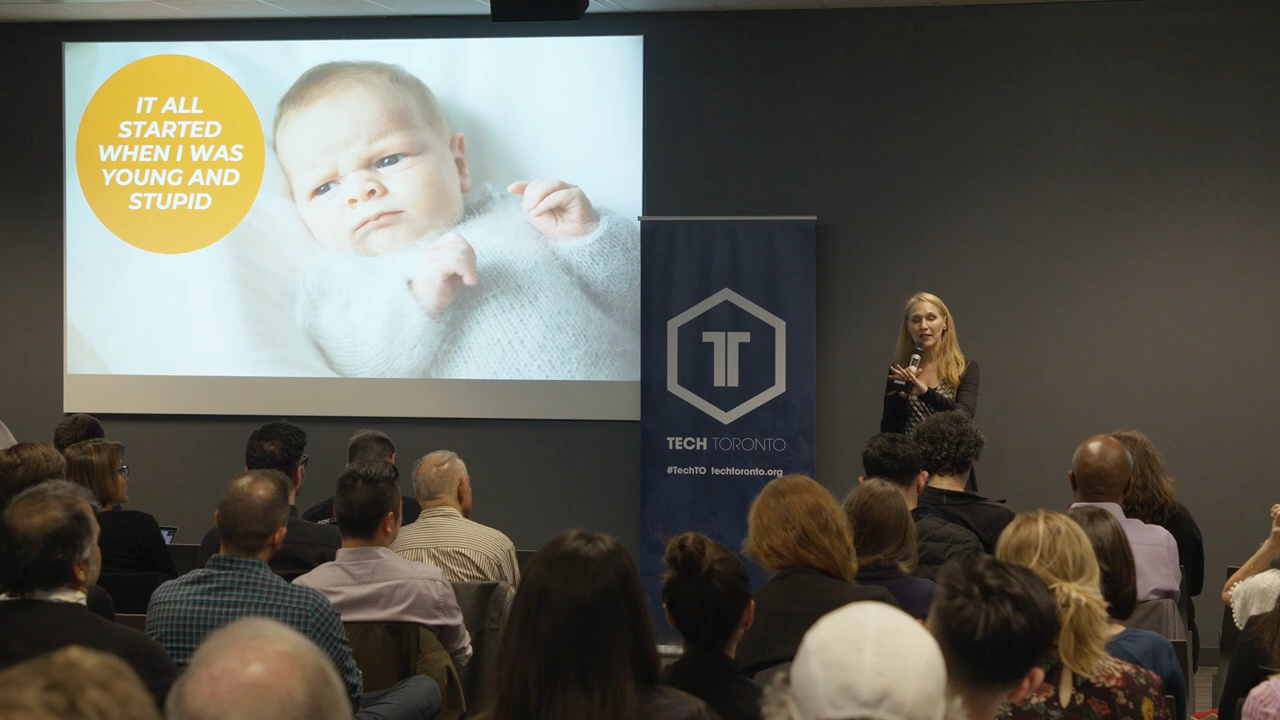 IT ALL
STARTED
WHEN I WAS
YOUNG AND
STUPID
TT
TECH TORONTO
#TechTO techtoronto.org